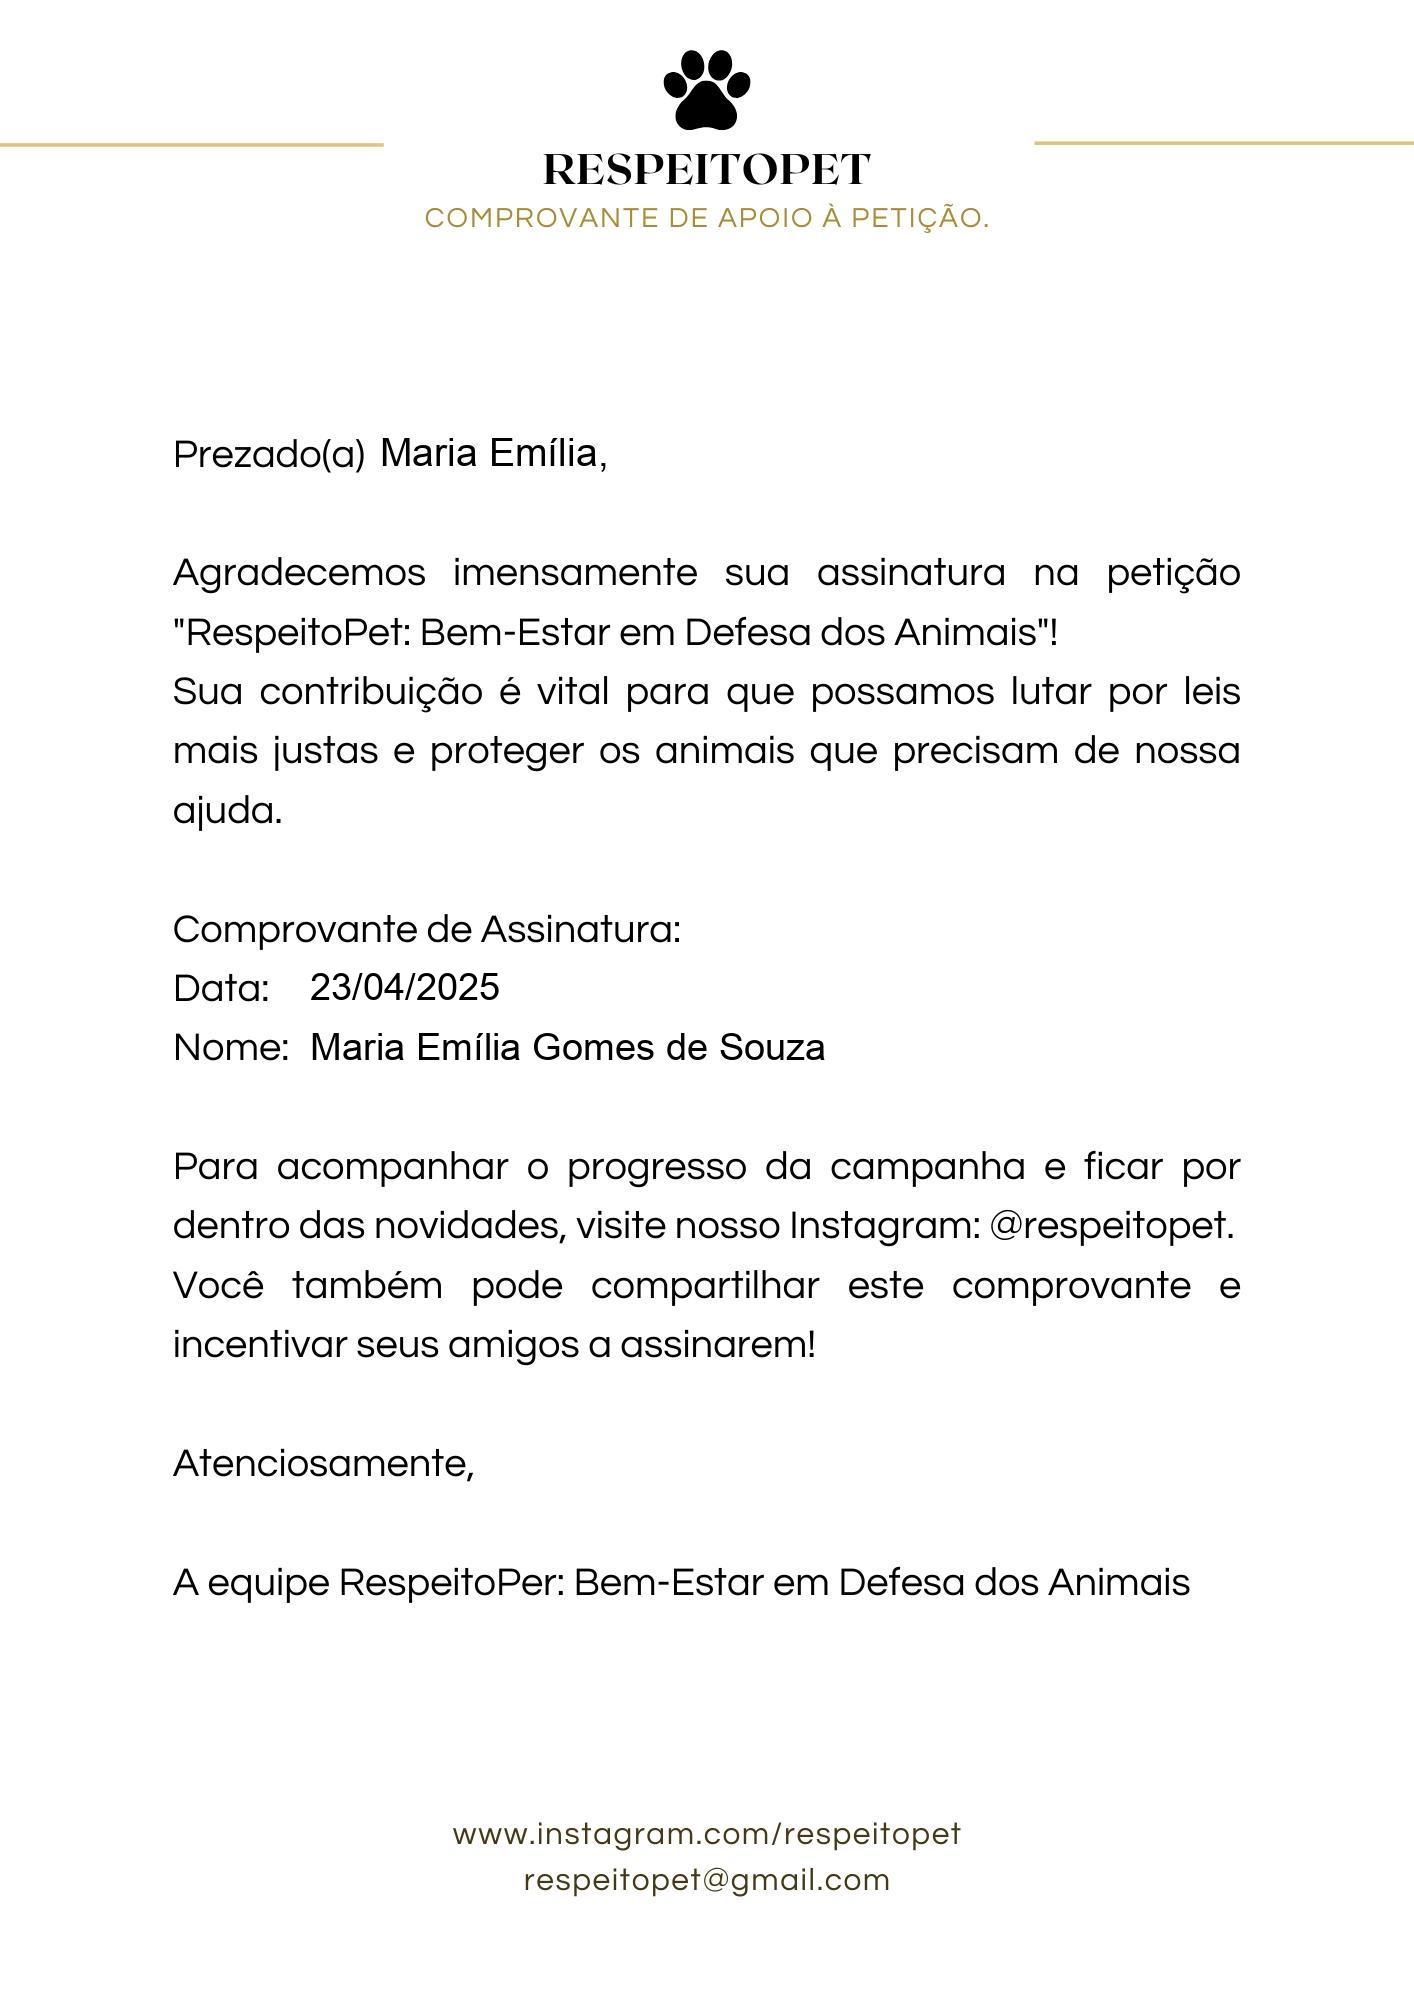 RESPEITOPET
COMPROVANTE DE APOIO À PETIÇÃO.
Prezado(a) Maria Emília,
Agradecemos imensamente sua assinatura na petição
"RespeitoPet: Bem-Estar em Defesa dos Animais"!
Sua contribuição é vital para que possamos lutar por leis
mais justas e proteger os animais que precisam de nossa
ajuda.
Comprovante de Assinatura:
Data: 23/04/2025
Nome: Maria Emília Gomes de Souza
Para acompanhar o progresso da campanha e ficar por
dentro das novidades, visite nosso Instagram: @respeitopet.
Você também pode compartilhar este comprovante e
incentivar seus amigos a assinarem!
Atenciosamente,
A equipe RespeitoPer: Bem-Estar em Defesa dos Animais
www.instagram.com/respeitopet
respeitopet@gmail.com